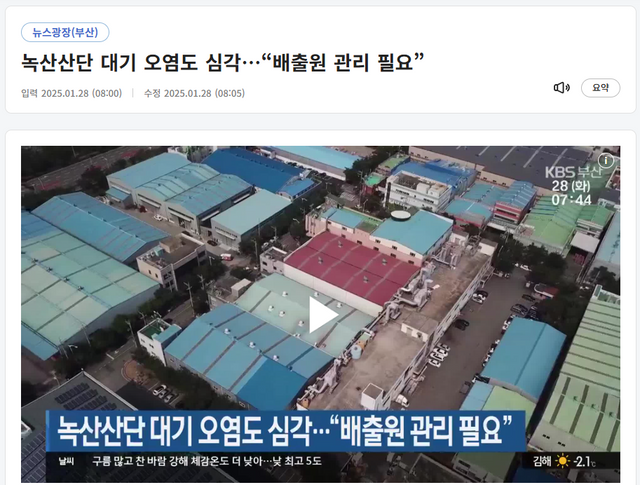 뉴스광장(부산)
녹산산단 대기 오염도 심각…“배출원 관리 필요”
입력 2025.01.28 (08:00) | 수정 2025.01.28 (08:05)
요약
i
KBS 부산
28 (화)
07:44
녹산산단 대기 오염도 심각…“배출원 관리 필요”
날씨 구름 많고 찬 바람 강해 체감온도 더 낮아…낮 최고 5도
김해 -2.1℃